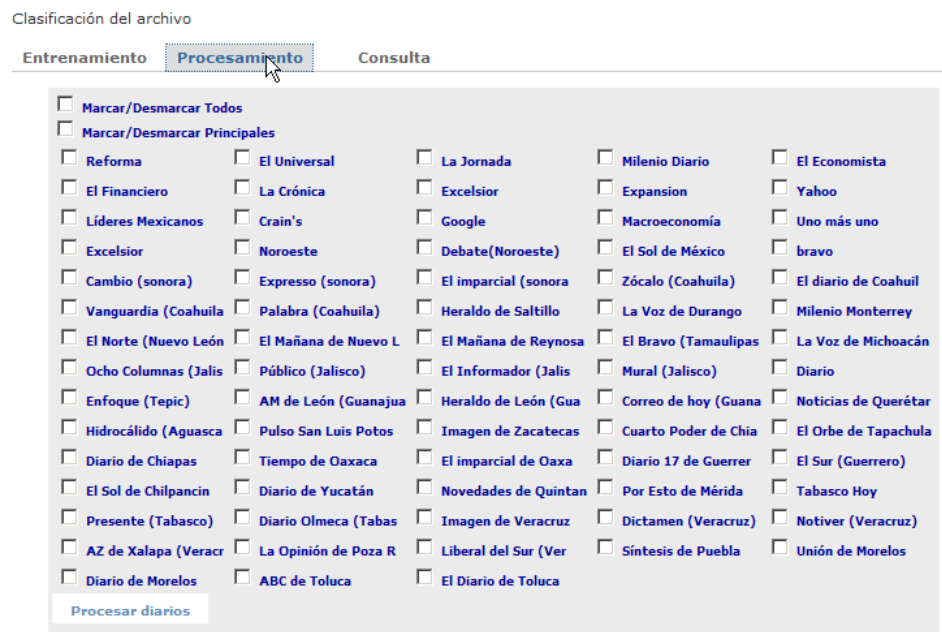 Clasificación del archivo
Entrenamiento Procesamiento Consulta
Marcar/Desmarcar Todos
Marcar/Desmarcar Principales
Reforma El Universal La Jornada Milenio Diario El Economista
El Financiero La Crónica Excelsior Expansion Yahoo
Líderes Mexicanos Crain's Google Macroeconomía Uno más uno
Excelsior Noroeste Debate(Noroeste) El Sol de México bravo
Cambio (sonora) Expresso (sonora) El imparcial (sonora Zócalo (Coahuila) El diario de Coahuil
Vanguardia (Coahuila Palabra (Coahuila) Heraldo de Saltillo La Voz de Durango Milenio Monterrey
El Norte (Nuevo León El Mañana de Nuevo L El Mañana de Reynosa El Bravo (Tamaulipas La Voz de Michoacán
Ocho Columnas (Jalis Público (Jalisco) El Informador (Jalis Mural (Jalisco) Diario
Enfoque (Tepic) AM de León (Guanajua Heraldo de León (Gua Correo de hoy (Guana Noticias de Querétar
Hidrocálido (Aguasca Pulso San Luis Potos Imagen de Zacatecas Cuarto Poder de Chia El Orbe de Tapachula
Diario de Chiapas Tiempo de Oaxaca El imparcial de Oaxa Diario 17 de Guerrer El Sur (Guerrero)
El Sol de Chilpancin Diario de Yucatán Novedades de Quintan Por Esto de Mérida Tabasco Hoy
Presente (Tabasco) Diario Olmeca (Tabas Imagen de Veracruz Dictamen (Veracruz) Notiver (Veracruz)
AZ de Xalapa (Veracr La Opinión de Poza R Liberal del Sur (Ver Síntesis de Puebla Unión de Morelos
Diario de Morelos ABC de Toluca El Diario de Toluca
Procesar diarios